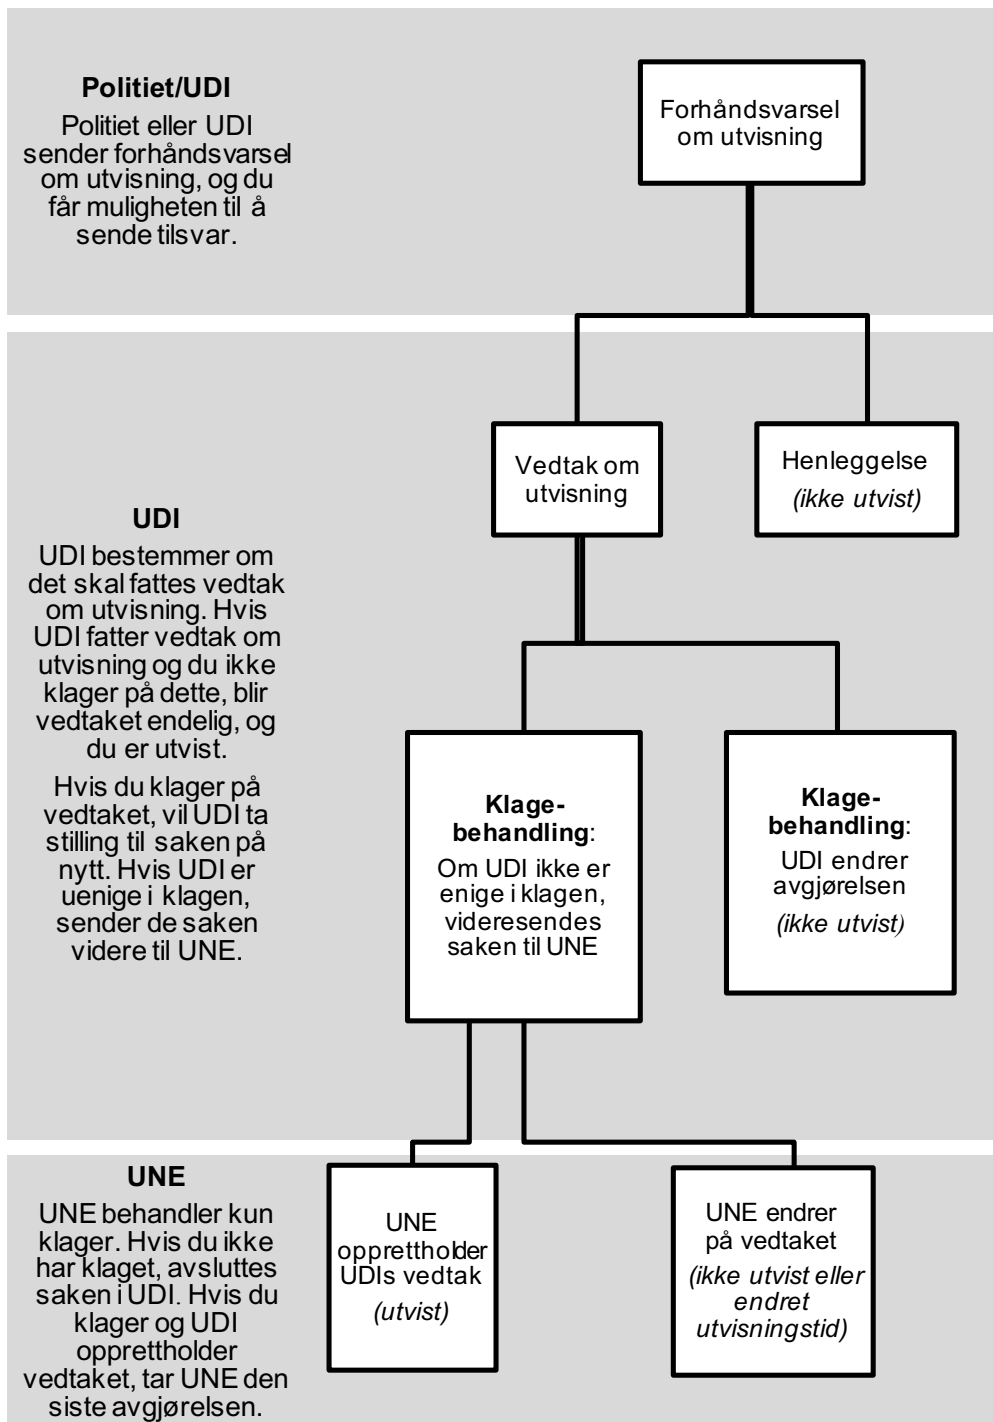 Politiet/UDI
Politiet eller UDI
sender forhåndsvarsel
om utvisning, og du
får muligheten til å
sende tilsvar.
Forhåndsvarsel
om utvisning
UDI
UDI bestemmer om
det skal fattes vedtak
om utvisning. Hvis
UDI fatter vedtak om
utvisning og du ikke
klager på dette, blir
vedtaket endelig, og
du er utvist.
Hvis du klager på
vedtaket, vil UDI ta
stilling til saken på
nytt. Hvis UDI er
uenige i klagen,
sender de saken
videre til UNE.
Vedtak om
utvisning
Henleggelse
(ikke utvist)
Klage-
behandling:
Om UDI ikke er
enige i klagen,
videresendes
saken til UNE
Klage-
behandling:
UDI endrer
avgjørelsen
(ikke utvist)
UNE
UNE behandler kun
klager. Hvis du ikke
har klaget, avsluttes
saken i UDI. Hvis du
klager og UDI
opprettholder
vedtaket, tar UNE den
siste avgjørelsen.
UNE
opprettholder
UDIs vedtak
(utvist)
UNE endrer
på vedtaket
(ikke utvist eller
endret
utvisningstid)